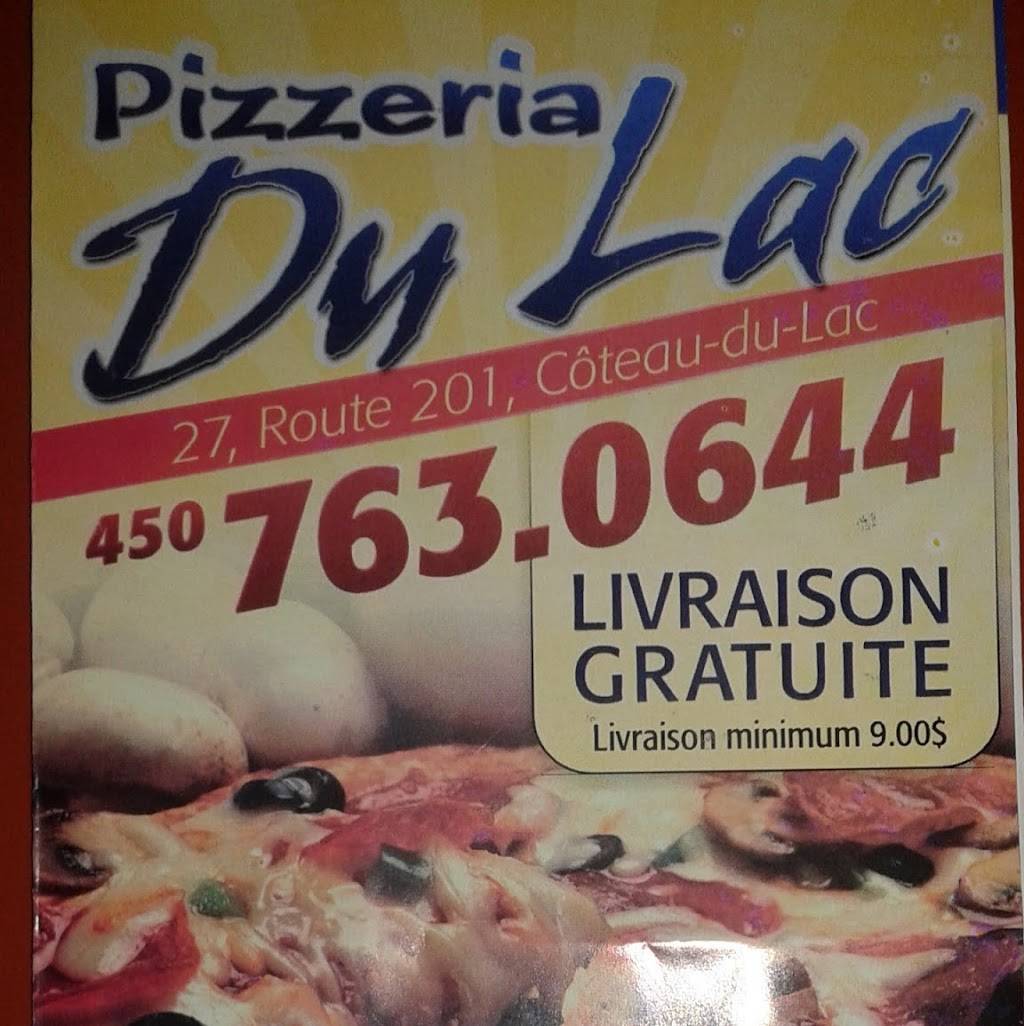 Pizzeria
Du Lac
27, Route 201, Côteau-du-Lac
450 763.0644
LIVRAISON
GRATUITE
Livraison minimum 9.00$